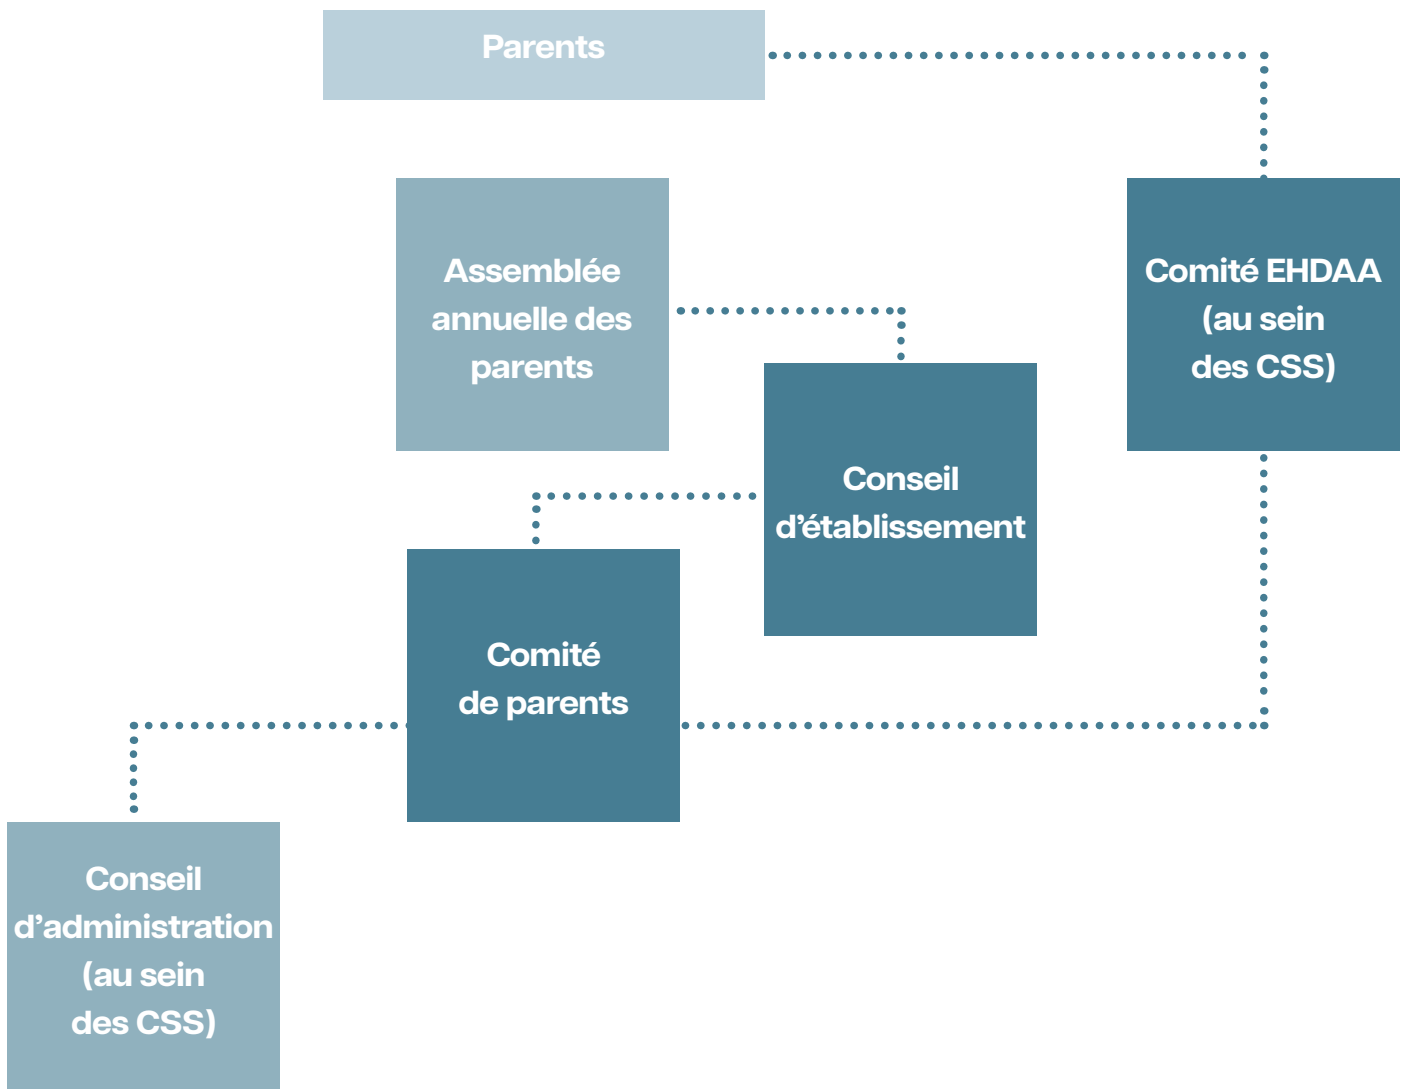 Parents
Assemblée
annuelle des
parents
Comité EHDAA
(au sein
des CSS)
Conseil
d’établissement
Comité
de parents
Conseil
d’administration
(au sein
des CSS)